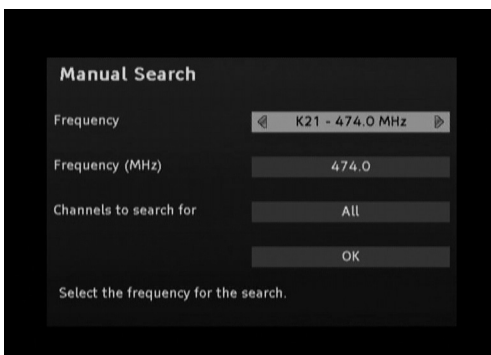 Manual Search
Frequency K21 - 474.0 MHz
Frequency (MHz) 474.0
Channels to search for All
OK
Select the frequency for the search.